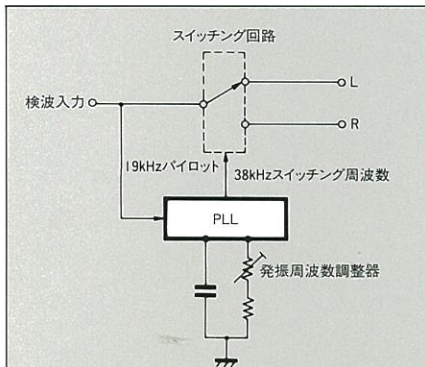 スイッチング回路
L
検波入力
R
19kHzパイロット
38kHzスイッチング周波数
PLL
発振周波数調整器